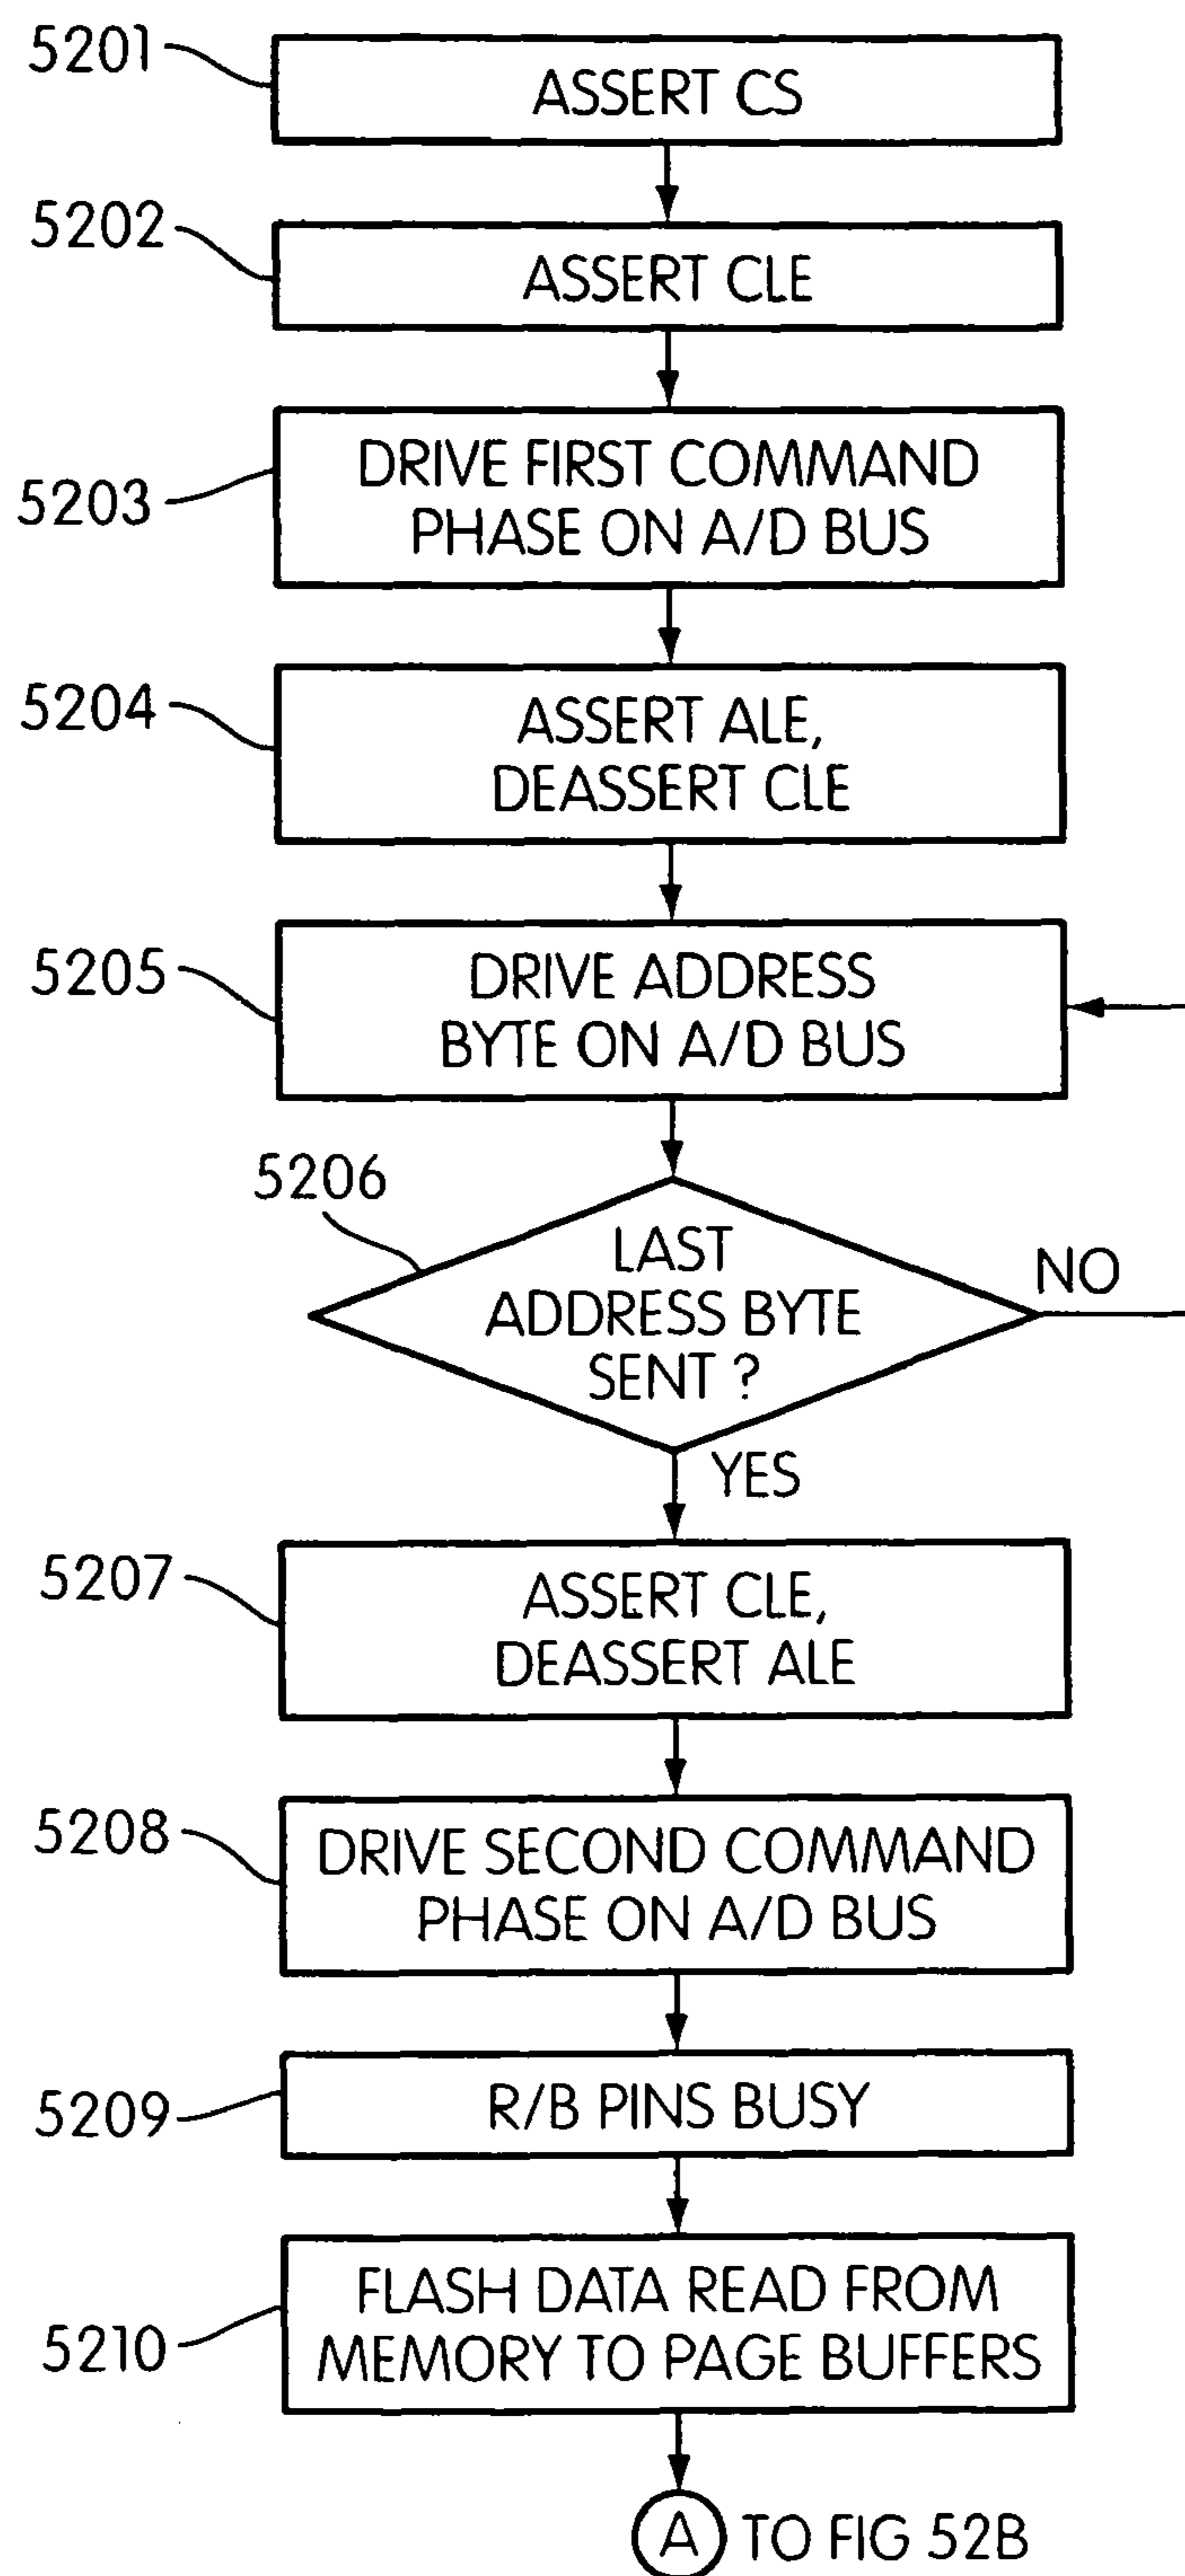 5201
ASSERT CS
5202
ASSERT CLE
5203
DRIVE FIRST COMMAND
PHASE ON A/D BUS
5204
ASSERT ALE,
DEASSERT CLE
5205
DRIVE ADDRESS
BYTE ON A/D BUS
5206
LAST
ADDRESS BYTE
SENT ?
NO
YES
5207
ASSERT CLE,
DEASSERT ALE
5208
DRIVE SECOND COMMAND
PHASE ON A/D BUS
5209
R/B PINS BUSY
5210
FLASH DATA READ FROM
MEMORY TO PAGE BUFFERS
A TO FIG 52B